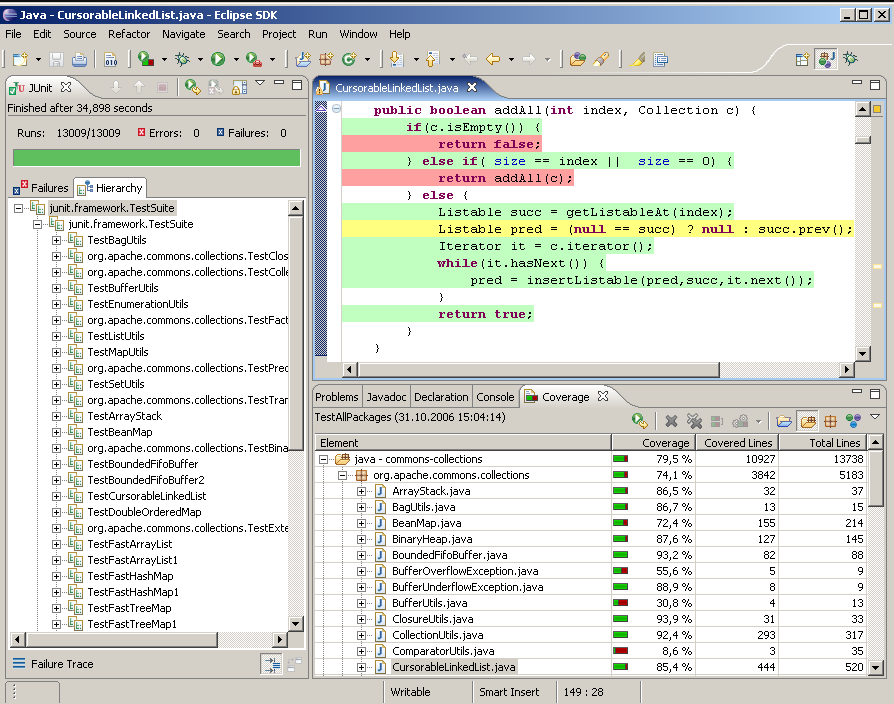 Java - CursorableLinkedList.java - Eclipse SDK
File Edit Source Refactor Navigate Search Project Run Window Help
JUnit
Finished after 34,898 seconds
Runs: 13009/13009 Errors: 0 Failures: 0
Failures Hierarchy
junit.framework.TestSuite
junit.framework.TestSuite
TestBagUtils
org.apache.commons.collections.TestClos
org.apache.commons.collections.TestColle
TestBufferUtils
TestEnumerationUtils
org.apache.commons.collections.TestFact
TestListUtils
TestMapUtils
org.apache.commons.collections.TestPred
TestSetUtils
org.apache.commons.collections.TestTran
TestArrayStack
TestBeanMap
org.apache.commons.collections.TestBina
TestBoundedFifoBuffer
TestBoundedFifoBuffer2
TestCursorableLinkedList
TestDoubleOrderedMap
org.apache.commons.collections.TestExte
TestFastArrayList
TestFastArrayList1
TestFastHashMap
TestFastHashMap1
TestFastTreeMap
TestFastTreeMap1
Failure Trace
CursorableLinkedList.java
public boolean addAll(int index, Collection c) {
if(c.isEmpty()) {
return false;
} else if( size == index || size == 0) {
return addAll(c);
} else {
Listable succ = getListableAt(index);
Listable pred = (null == succ) ? null : succ.prev();
Iterator it = c.iterator();
while(it.hasNext()) {
pred = insertListable(pred,succ,it.next());
}
return true;
}
}
Problems Javadoc Declaration Console Coverage
TestAllPackages (31.10.2006 15:04:14)
Element Coverage Covered Lines Total Lines
java - commons-collections 79,5 % 10927 13738
org.apache.commons.collections 74,1 % 3842 5183
ArrayStack.java 86,5 % 32 37
BagUtils.java 86,7 % 13 15
BeanMap.java 72,4 % 155 214
BinaryHeap.java 87,6 % 127 145
BoundedFifoBuffer.java 93,2 % 82 88
BufferOverflowException.java 55,6 % 5 9
BufferUnderflowException.java 88,9 % 8 9
BufferUtils.java 30,8 % 4 13
ClosureUtils.java 93,9 % 31 33
CollectionUtils.java 92,4 % 293 317
ComparatorUtils.java 8,6 % 3 35
CursorableLinkedList.java 85,4 % 444 520
Writable Smart Insert 149 : 28